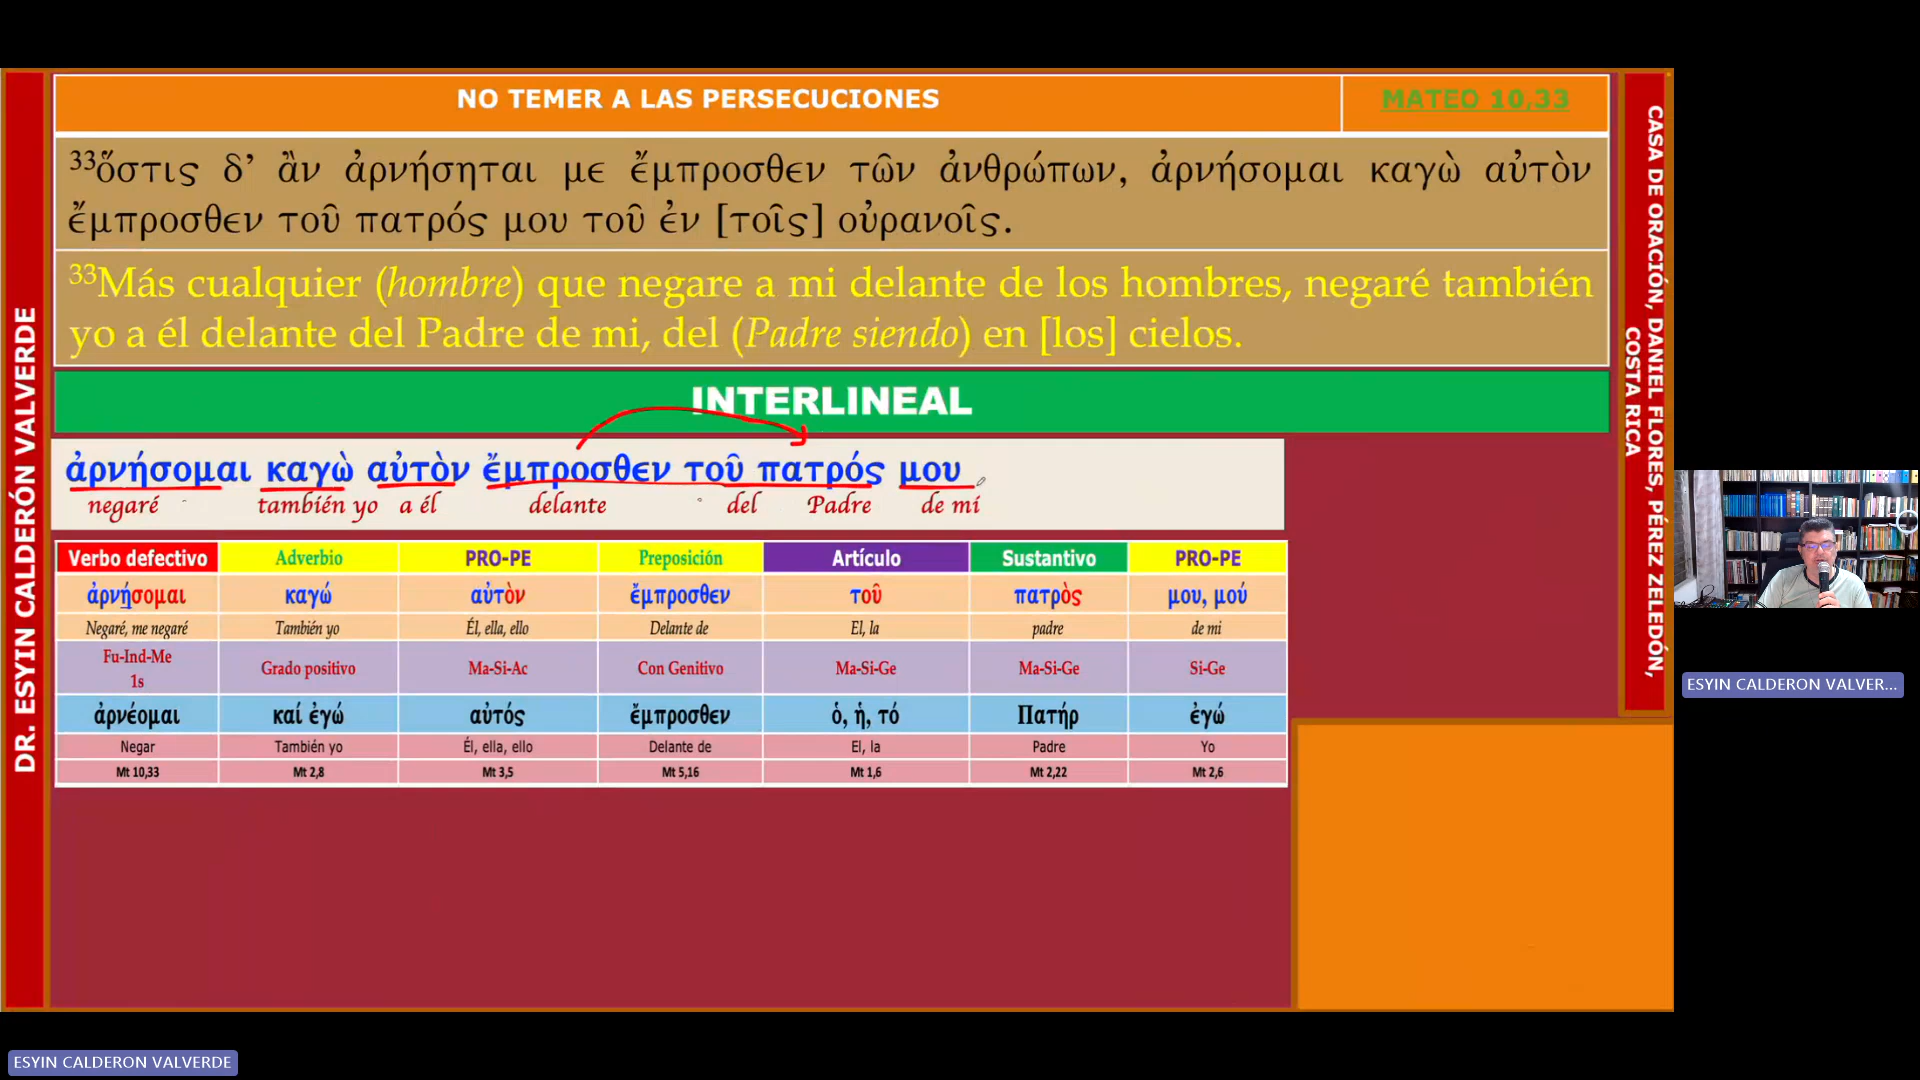 NO TEMER A LAS PERSECUCIONES
MATEO 10,33
³³ὅστις δ’ ἂν ἀρνήσηται με ἔμπροσθεν τῶν ἀνθρώπων, ἀρνήσομαι καγὼ αὐτὸν
ἔμπροσθεν τοῦ πατρός μου τοῦ ἐν [τοῖς] οὐρανοῖς.
³³Más cualquier (hombre) que negare a mi delante de los hombres, negaré también
yo a él delante del Padre de mi, del (Padre siendo) en [los] cielos.
INTERLINEAL
ἀρνήσομαι καγὼ αὐτὸν ἔμπροσθεν τοῦ πατρός μου
negaré también yo a él delante del Padre de mí
Verbo defectivo Adverbio PRO-PE Preposición Artículo Sustantivo PRO-PE
ἀρνήσομαι καγώ αὐτὸν ἔμπροσθεν τοῦ πατρὸς μου, μού
Negaré, me negaré También yo Él, ella, ello Delante de El, la padre de mi
Fu-Ind-Me
1s
Grado positivo Ma-Si-Ac Con Genitivo Ma-Si-Ge Ma-Si-Ge Si-Ge
ἀρνέομαι καί ἐγώ αὐτός ἔμπροσθεν ὁ, ἡ, τό Πατήρ ἐγώ
Negar También yo Él, ella, ello Delante de El, la Padre Yo
Mt 10,33 Mt 2,8 Mt 3,5 Mt 5,16 Mt 1,6 Mt 2,22 Mt 2,6
DR. ESYIN CALDERÓN VALVERDE
CASA DE ORACIÓN, DANIEL FLORES, PÉREZ ZELEDÓN,
COSTA RICA
ESYIN CALDERON VALVER...
ESYIN CALDERON VALVERDE